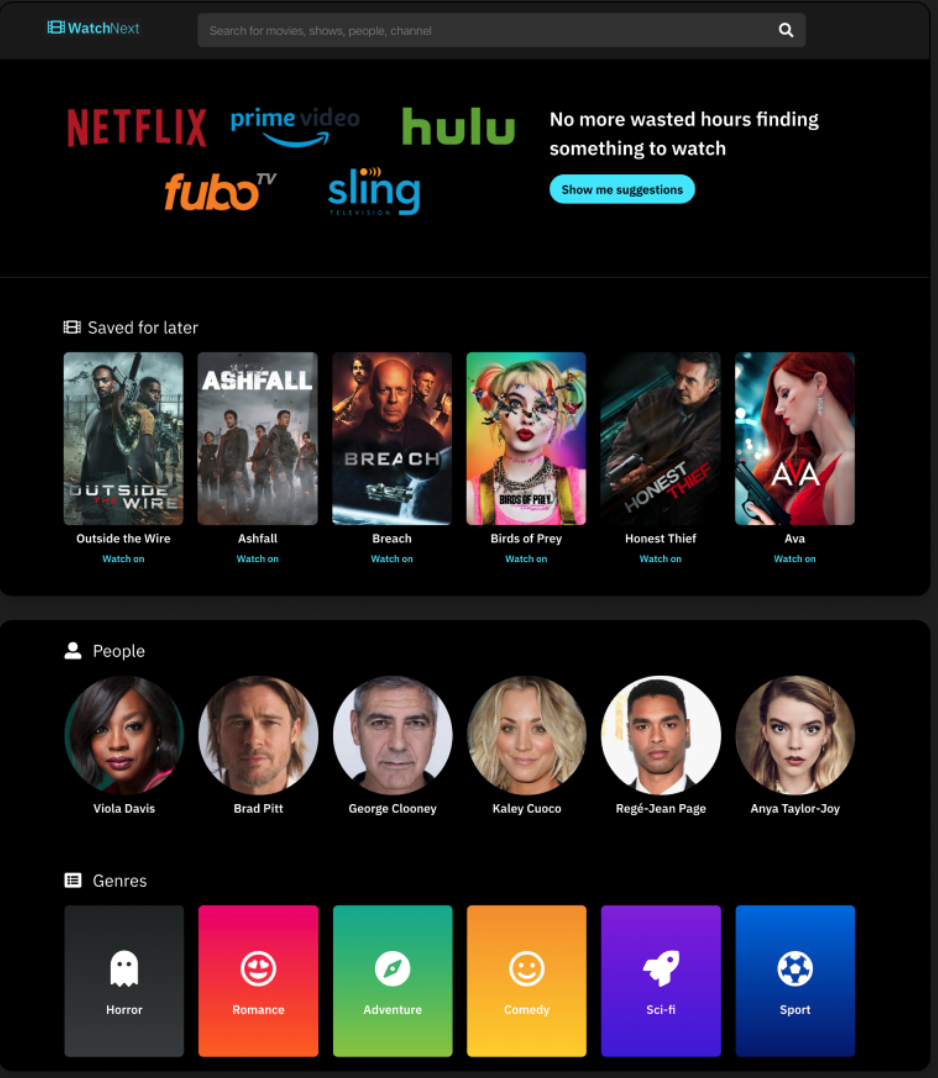 WatchNext
Search for movies, shows, people, channel
NETFLIX
prime video
hulu
No more wasted hours finding
something to watch
fubo TV
sling
TELEVISION
Show me suggestions
Saved for later
OUTSIDE
THE WIRE
ASHFALL
BREACH
BIRDS OF PREY
HONEST THIEF
AVA
Outside the Wire
Ashfall
Breach
Birds of Prey
Honest Thief
Ava
Watch on
Watch on
Watch on
Watch on
Watch on
Watch on
People
Viola Davis
Brad Pitt
George Clooney
Kaley Cuoco
Regé-Jean Page
Anya Taylor-Joy
Genres
Horror
Romance
Adventure
Comedy
Sci-fi
Sport